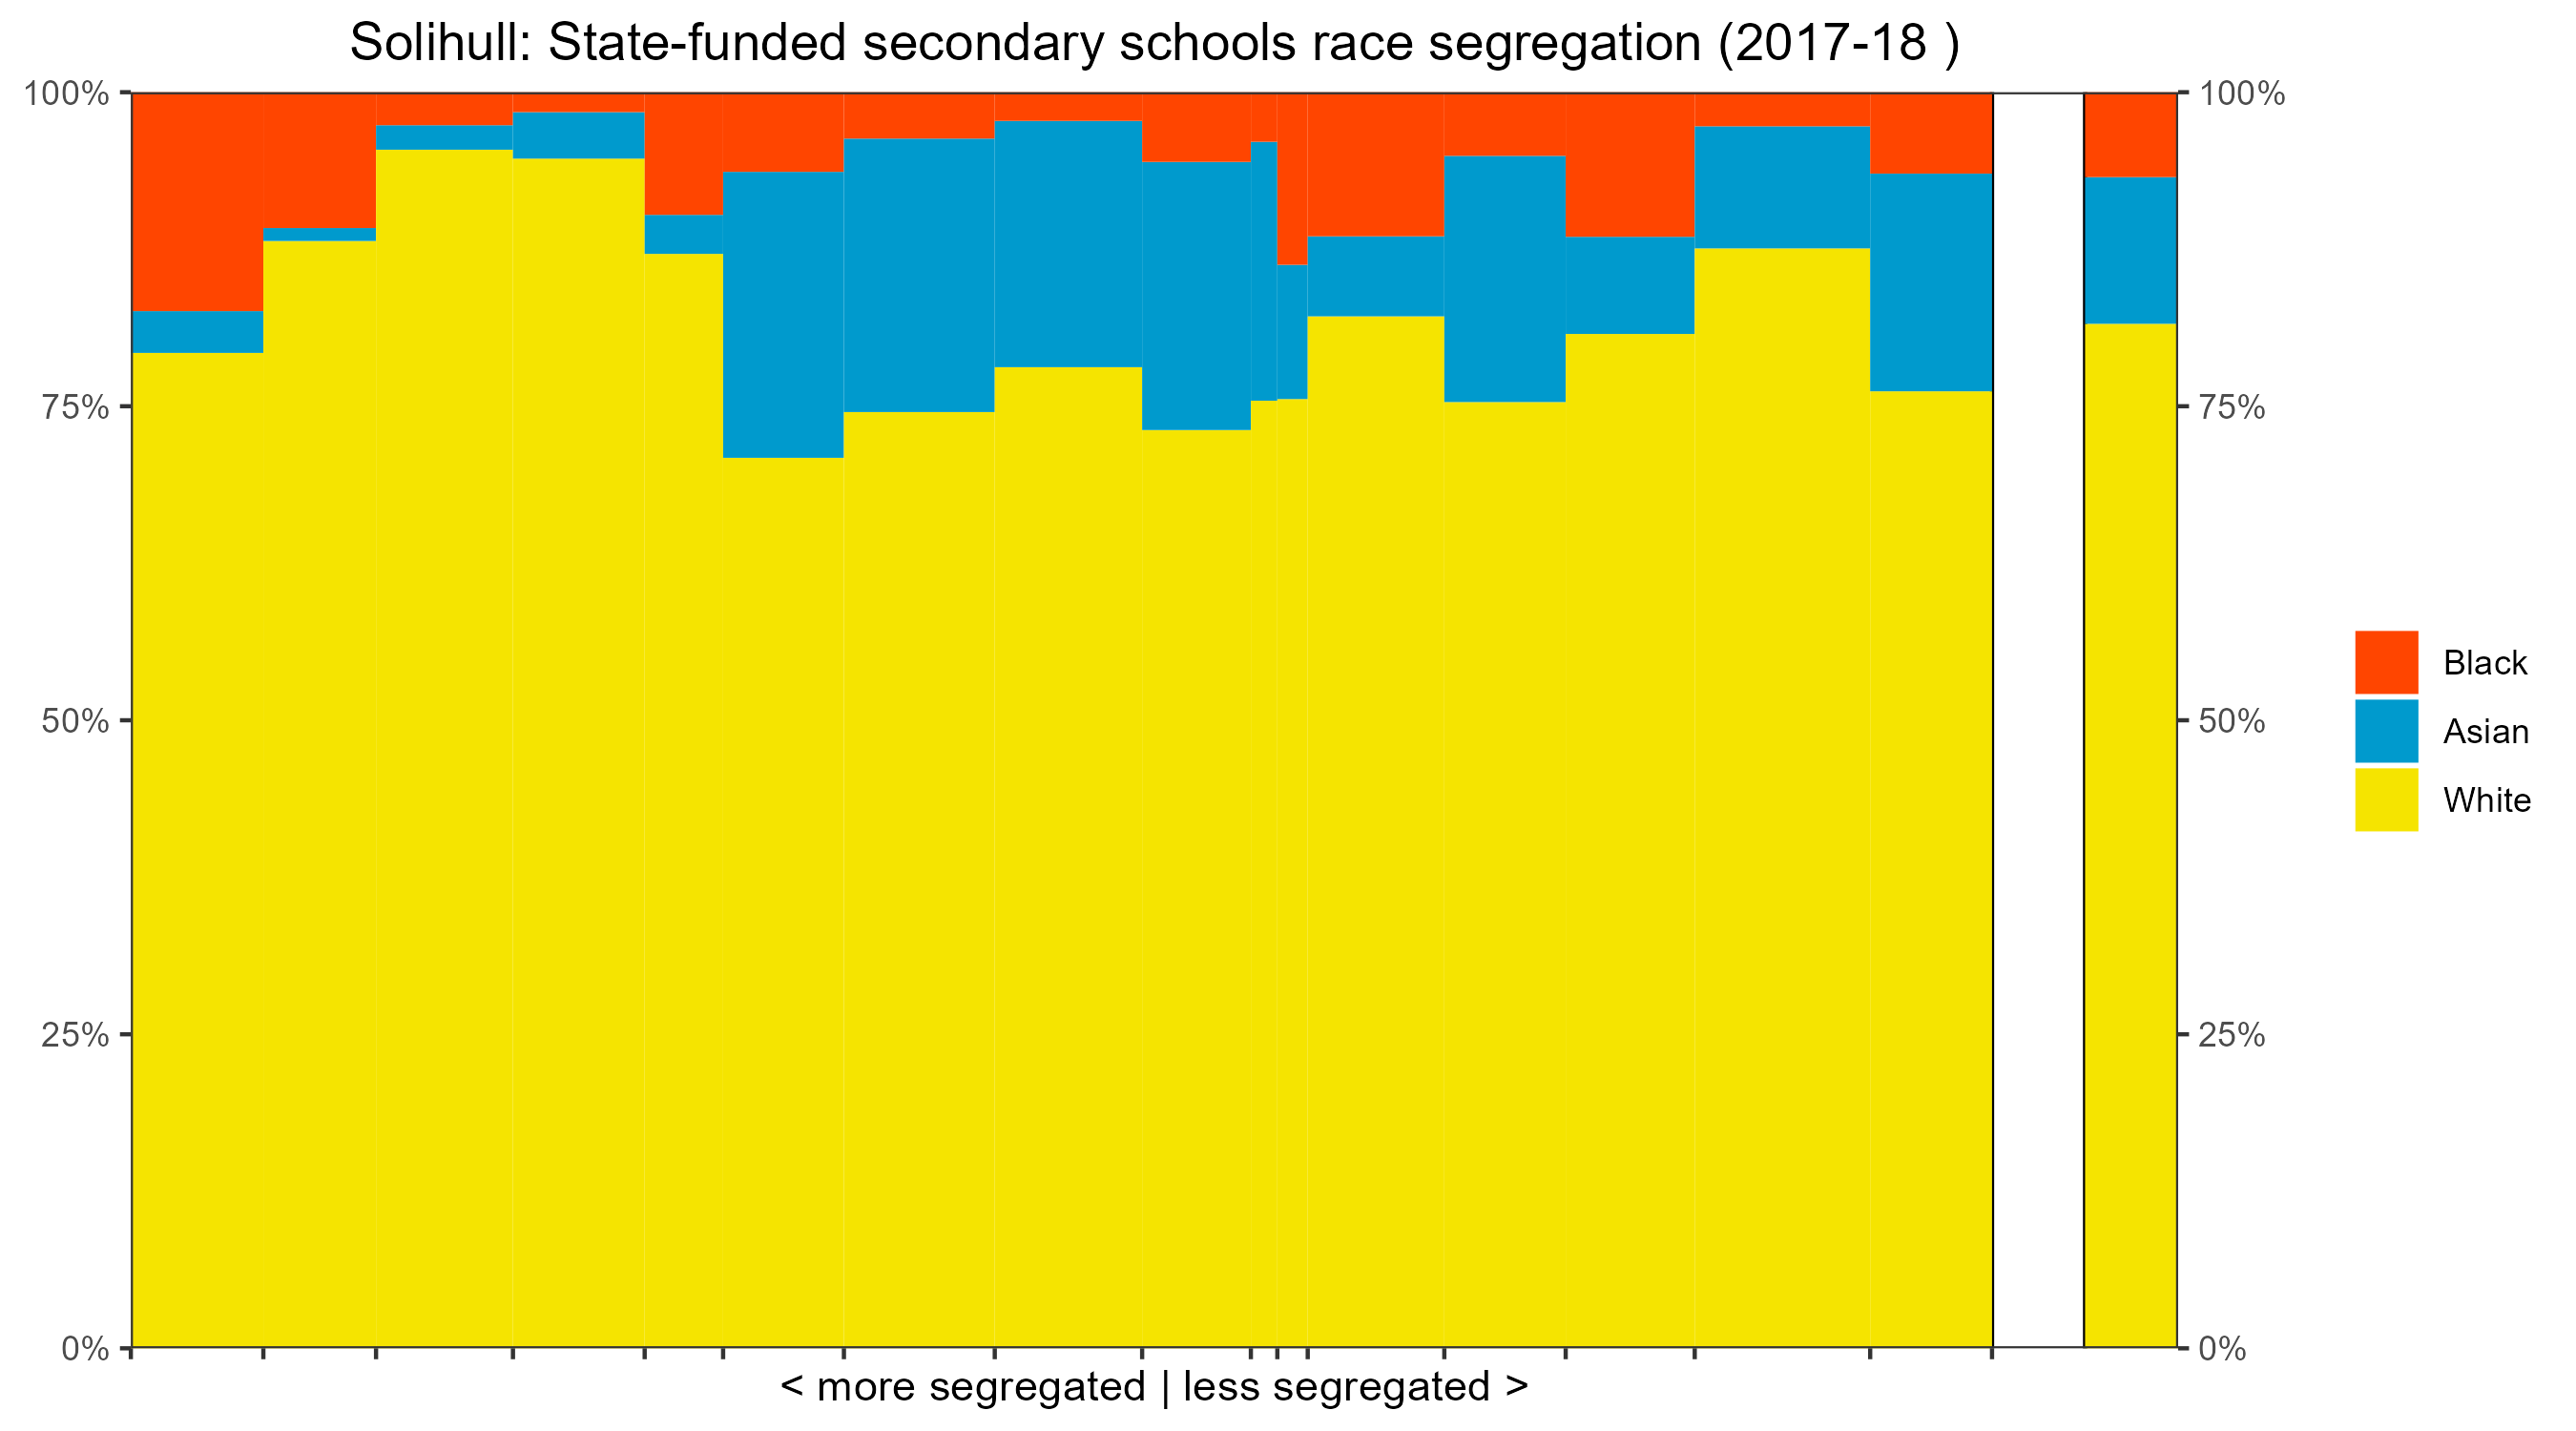 Solihull: State-funded secondary schools race segregation (2017-18 )
100%
75%
50%
25%
0%
100%
75%
50%
25%
0%
Black
Asian
White
< more segregated | less segregated >